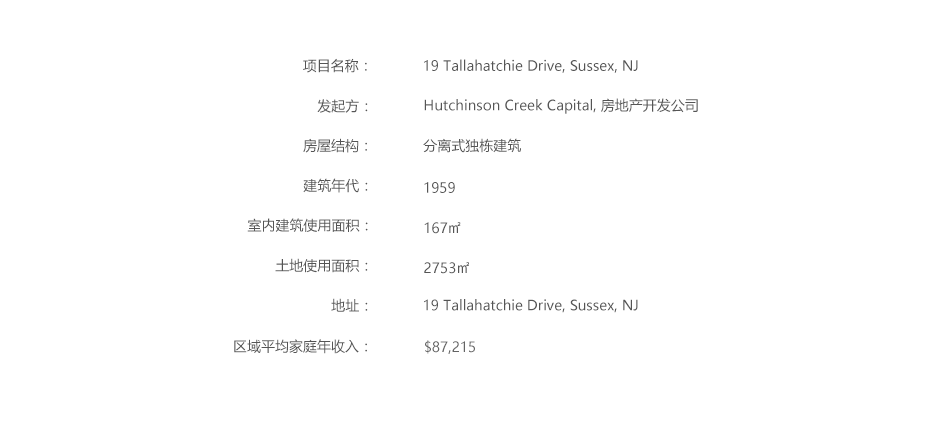 项目名称： 19 Tallahatchie Drive, Sussex, NJ
发起方： Hutchinson Creek Capital, 房地产开发公司
房屋结构： 分离式独栋建筑
建筑年代： 1959
室内建筑使用面积： 167㎡
土地使用面积： 2753㎡
地址： 19 Tallahatchie Drive, Sussex, NJ
区域平均家庭年收入： $87,215